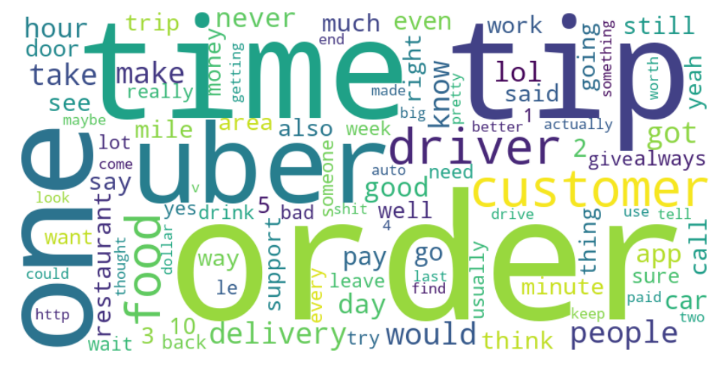 hour
trip
never
much
even
work
going
something
still
door
time
tip
end
right
lol
worth
yeah
take
make
money
getting
made
know
said
see
really
big
pretty
maybe
mile
area
also
week
driver
better
1
actually
got
one
lot
uber
someone
auto
need
2
givealways
come
say
good
customer
look
restaurant
v
yes
drink
5
bad
shit
well
drive
use
tell
want
food
dollar
order
4
usually
thing
call
could
thought
way
support
pay
go
app
le
every
leave
last
find
minute
sure
car
http
day
paid
two
wait
3
10
back
delivery
try
would
think
keep
people